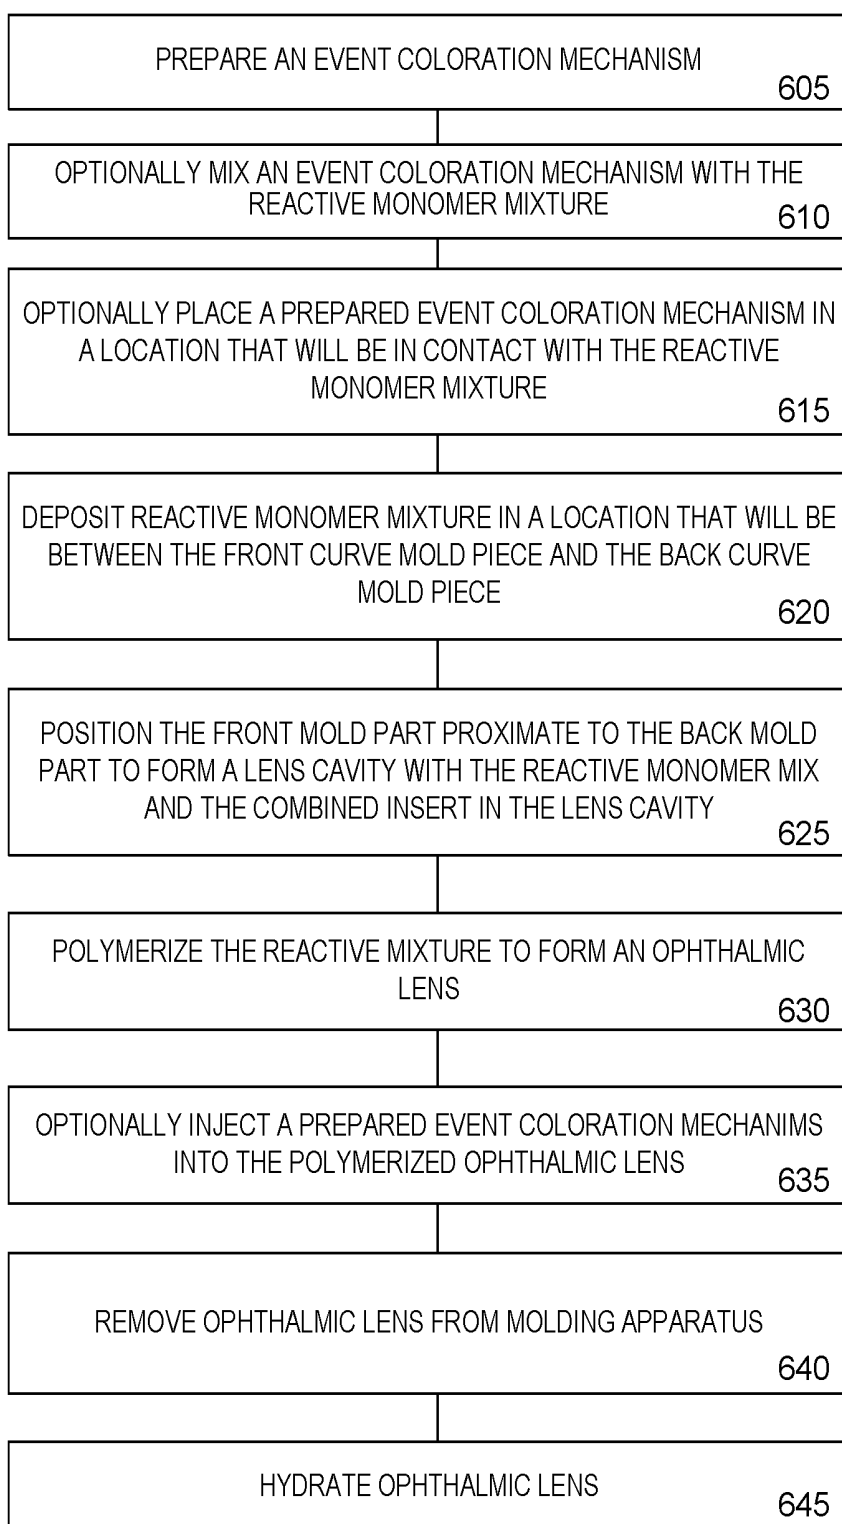 PREPARE AN EVENT COLORATION MECHANISM
605
OPTIONALLY MIX AN EVENT COLORATION MECHANISM WITH THE
REACTIVE MONOMER MIXTURE
610
OPTIONALLY PLACE A PREPARED EVENT COLORATION MECHANISM IN
A LOCATION THAT WILL BE IN CONTACT WITH THE REACTIVE
MONOMER MIXTURE
615
DEPOSIT REACTIVE MONOMER MIXTURE IN A LOCATION THAT WILL BE
BETWEEN THE FRONT CURVE MOLD PIECE AND THE BACK CURVE
MOLD PIECE
620
POSITION THE FRONT MOLD PART PROXIMATE TO THE BACK MOLD
PART TO FORM A LENS CAVITY WITH THE REACTIVE MONOMER MIX
AND THE COMBINED INSERT IN THE LENS CAVITY
625
POLYMERIZE THE REACTIVE MIXTURE TO FORM AN OPHTHALMIC
LENS
630
OPTIONALLY INJECT A PREPARED EVENT COLORATION MECHANIMS
INTO THE POLYMERIZED OPHTHALMIC LENS
635
REMOVE OPHTHALMIC LENS FROM MOLDING APPARATUS
640
HYDRATE OPHTHALMIC LENS
645